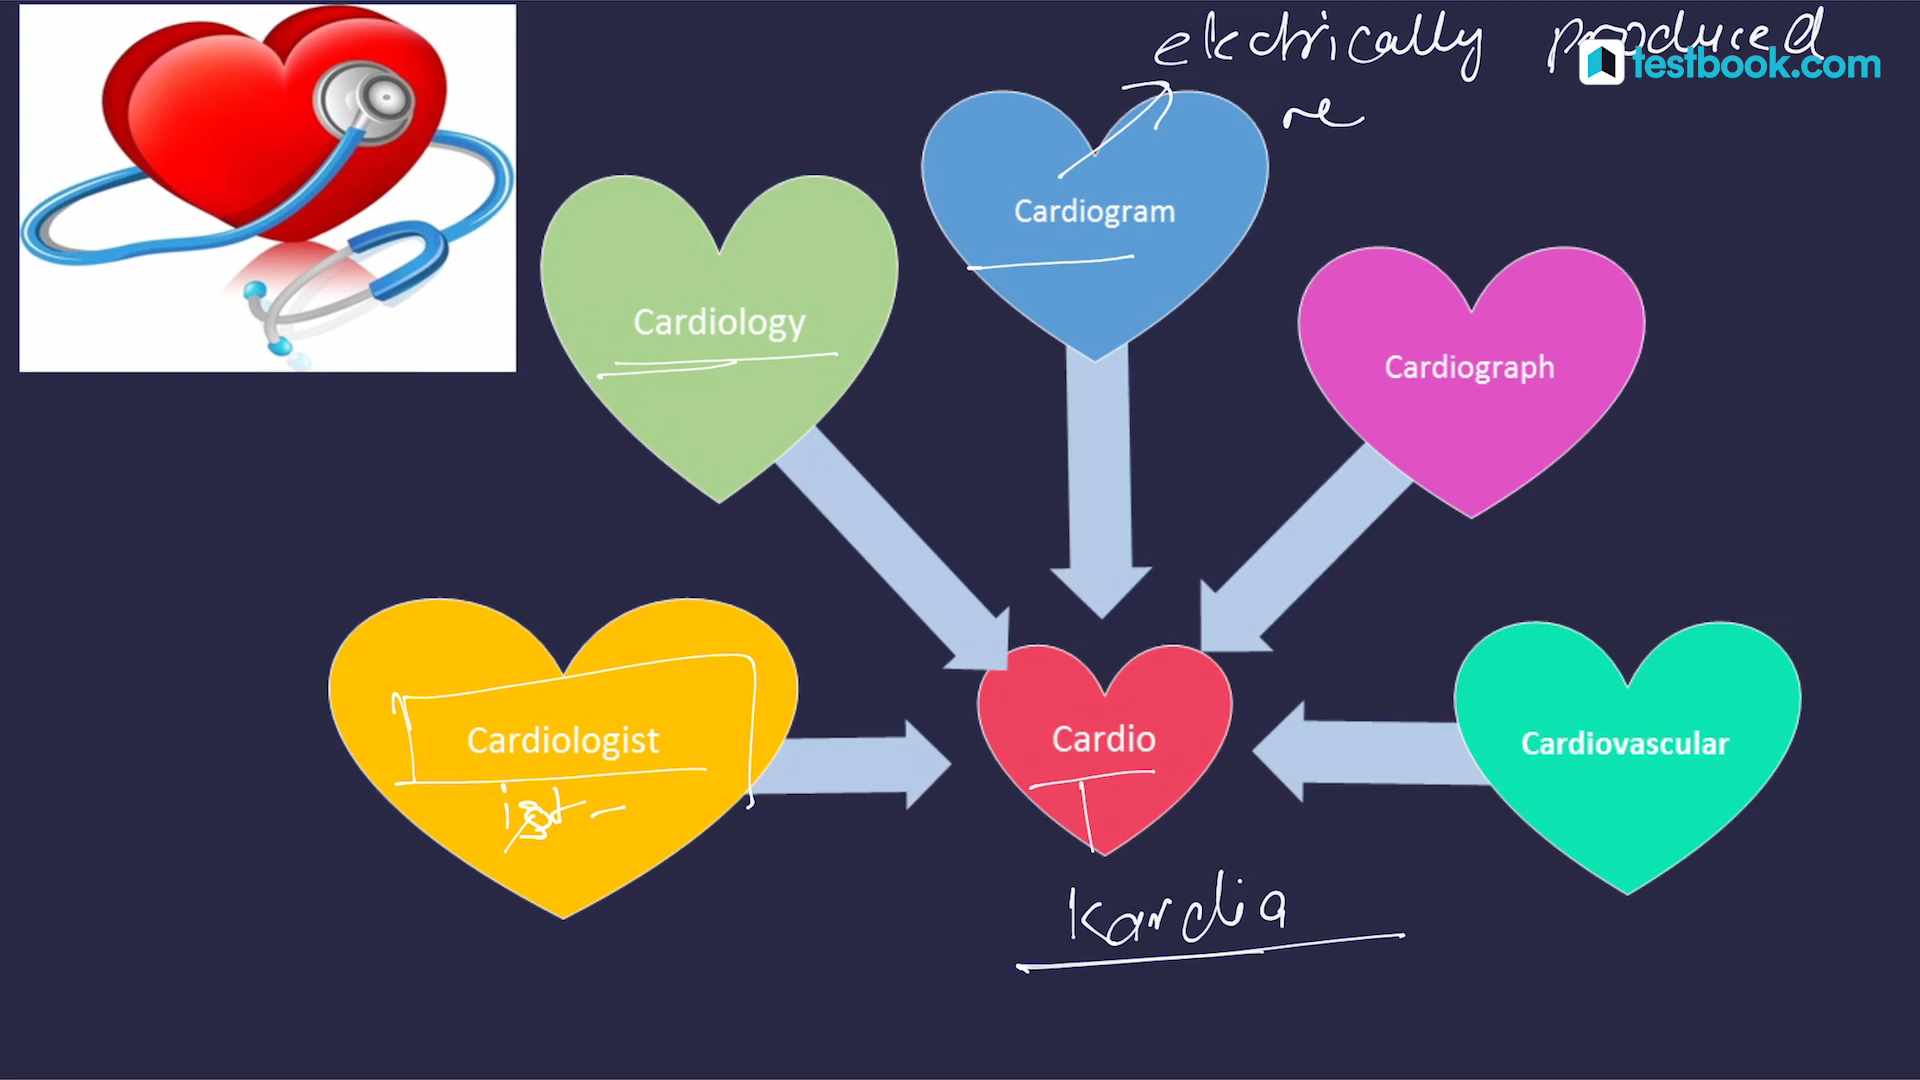 electrically produced
re
testbook.com
Cardiogram
Cardiology
Cardiograph
Cardiologist
ist -
Cardio
Cardiovascular
Kardia